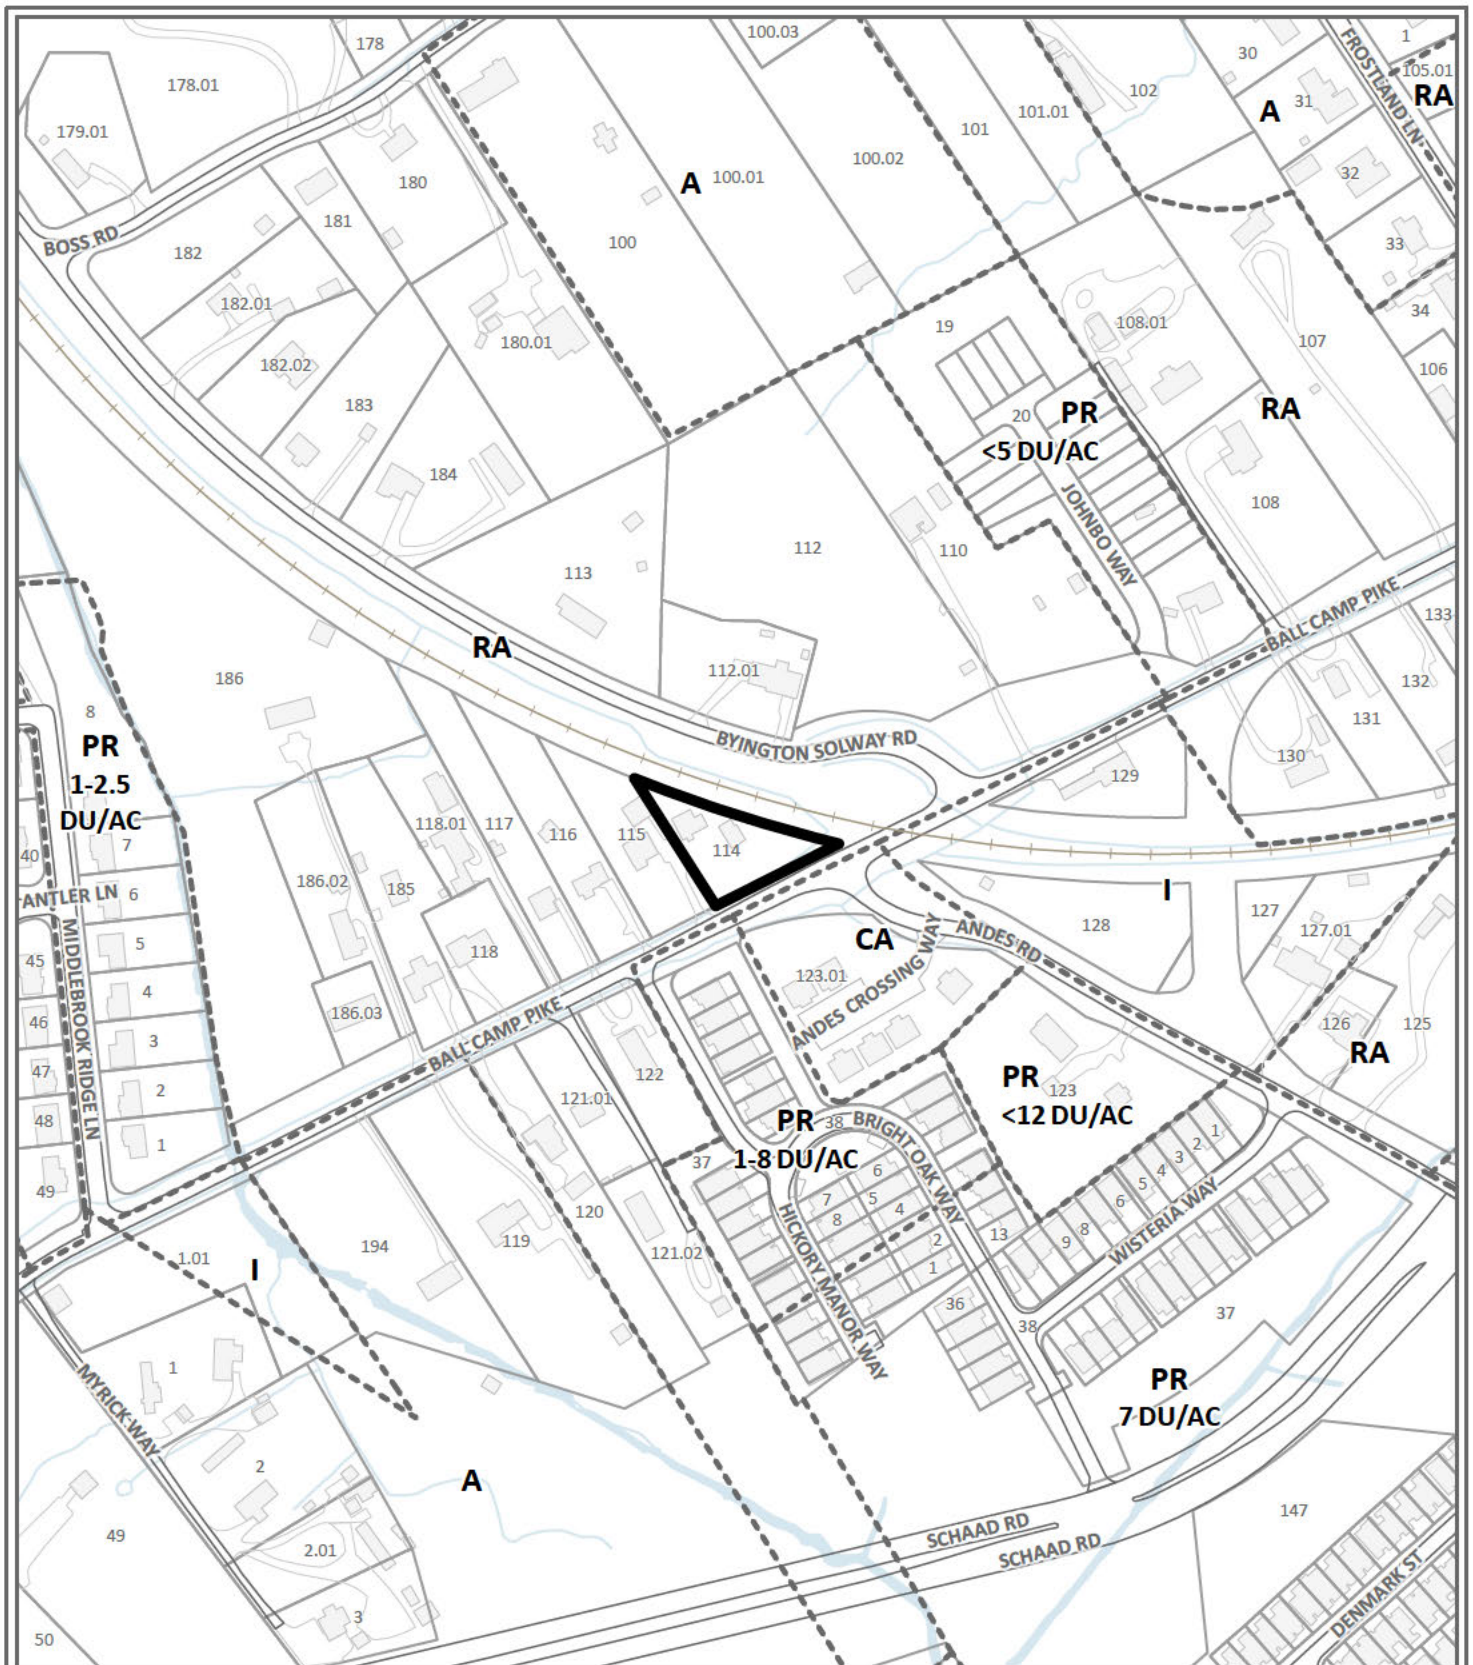 100.03
178
30
1
178.01
105.01
FROSTLAND LN
RA
102
31
A
101.01
179.01
101
100.02
32
A
100.01
180
181
BOSS RD
182
100
33
182.01
34
19
108.01
180.01
107
182.02
106
183
20
PR
<5 DU/AC
RA
184
JOHNBO WAY
108
112
110
113
BALL CAMP PIKE
133
RA
112.01
186
132
8
131
PR
1-2.5
DU/AC
BYINGTON SOLWAY RD
130
129
118.01
117
116
115
114
7
40
186.02
185
I
ANTLER LN
6
127
128
127.01
MIDDLEBROOK RIDGE LN
5
CA
ANDES RD
118
45
123.01
ANDES CROSSING WAY
4
46
186.03
BALL CAMP PIKE
3
126
125
RA
47
122
PR
<12 DU/AC
123
2
121.01
48
PR
1-8 DU/AC
38
BRIGHT OAK WAY
1
1
2
3
4
5
6
37
6
5
4
7
8
49
HICKORY MANOR WAY
WISTERIA WAY
120
119
13
8
9
2
1
121.02
194
1.01
I
36
37
38
1
MYRICK WAY
PR
7 DU/AC
2
A
147
49
SCHAAD RD
2.01
SCHAAD RD
DENMARK ST
3
50